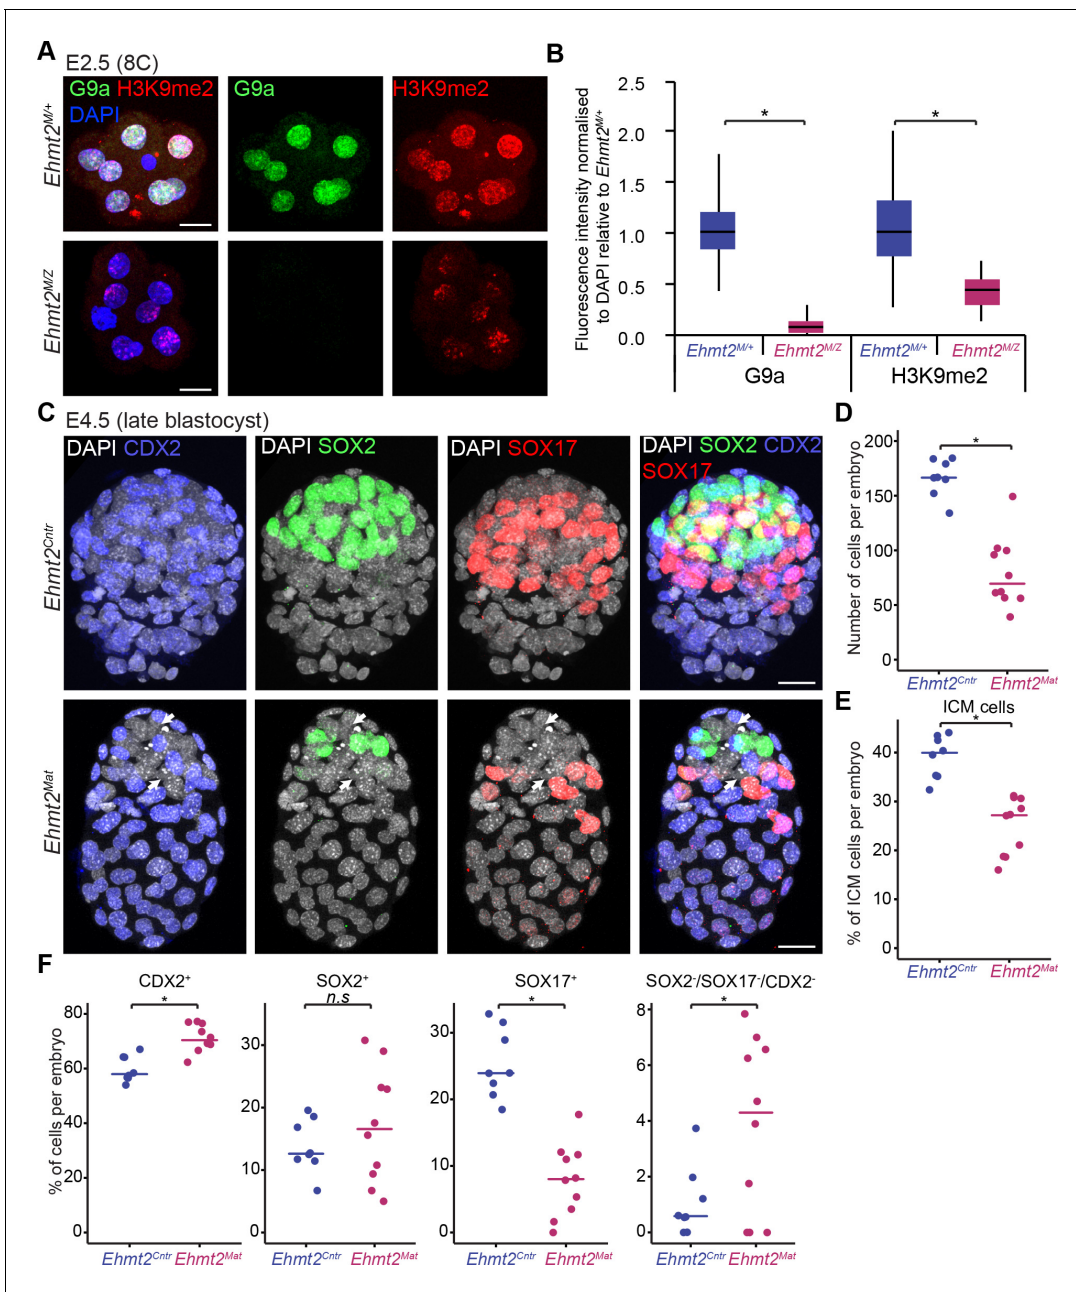 A
E2.5 (8C)
G9a H3K9me2
DAPI
G9a
H3K9me2
Ehmt2M/+
Ehmt2M/Z
B
Fluorescence intensity normalised
to DAPI relative to Ehmt2M/+
2.5
2.0
1.5
1.0
0.5
0.0
*
*
Ehmt2M/+
Ehmt2M/Z
Ehmt2M/+
Ehmt2M/Z
G9a
H3K9me2
C
E4.5 (late blastocyst)
DAPI CDX2
DAPI SOX2
DAPI SOX17
DAPI SOX2 CDX2
SOX17
Ehmt2Cntr
Ehmt2Mat
D
Number of cells per embryo
200
150
100
50
0
*
Ehmt2Cntr
Ehmt2Mat
E
ICM cells
% of ICM cells per embryo
40
30
20
10
0
*
Ehmt2Cntr
Ehmt2Mat
F
% of cells per embryo
CDX2+
*
80
60
40
20
0
Ehmt2Cntr Ehmt2Mat
SOX2+
n.s
30
20
10
0
Ehmt2Cntr Ehmt2Mat
SOX17+
*
30
20
10
0
Ehmt2Cntr Ehmt2Mat
SOX2-/SOX17-/CDX2-
*
8
6
4
2
0
Ehmt2Cntr Ehmt2Mat